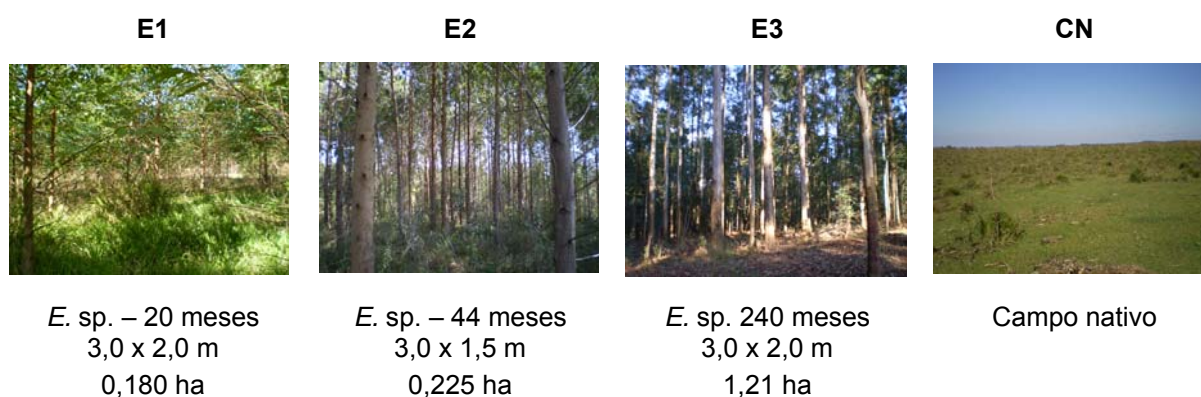 E1
E2
E3
CN
E. sp. – 20 meses
3,0 x 2,0 m
0,180 ha
E. sp. – 44 meses
3,0 x 1,5 m
0,225 ha
E. sp. 240 meses
3,0 x 2,0 m
1,21 ha
Campo nativo